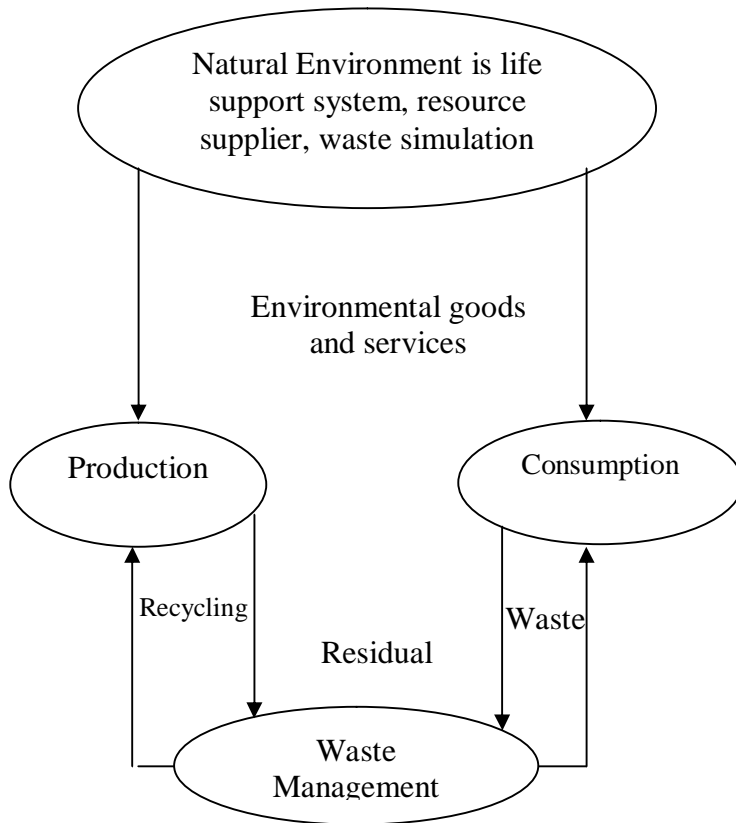 Natural Environment is life
support system, resource
supplier, waste simulation
Environmental goods
and services
Production
Consumption
Recycling
Waste
Residual
Waste
Management